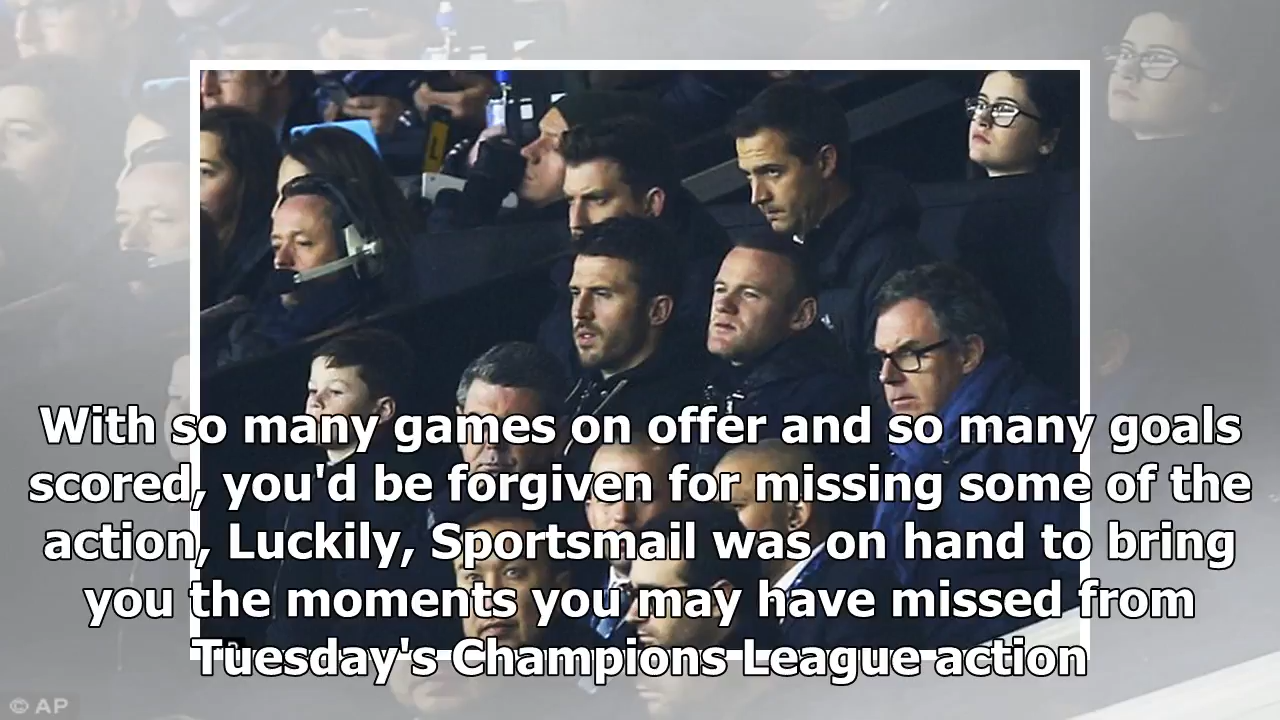 With so many games on offer and so many goals
scored, you'd be forgiven for missing some of the
action, Luckily, Sportsmail was on hand to bring
you the moments you may have missed from
Tuesday's Champions League action
© AP